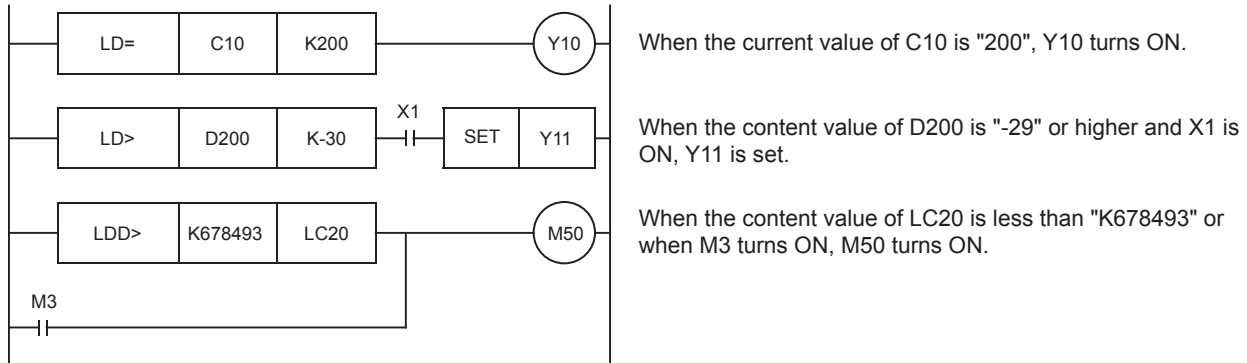 LD= C10 K200 Y10 When the current value of C10 is "200", Y10 turns ON.
X1
LD> D200 K-30 SET Y11 When the content value of D200 is "-29" or higher and X1 is
ON, Y11 is set.
LDD> K678493 LC20 M50 When the content value of LC20 is less than "K678493" or
when M3 turns ON, M50 turns ON.
M3